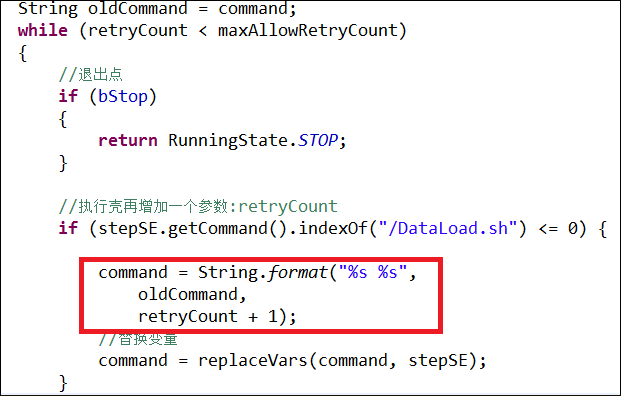 String oldCommand = command;
while (retryCount < maxAllowRetryCount)
{
//退出点
if (bStop)
{
return RunningState.STOP;
}
//执行壳再增加一个参数:retryCount
if (stepSE.getCommand().indexOf("/DataLoad.sh") <= 0) {
command = String.format("%s %s",
oldCommand,
retryCount + 1);
//替换变量
command = replaceVars(command, stepSE);
}